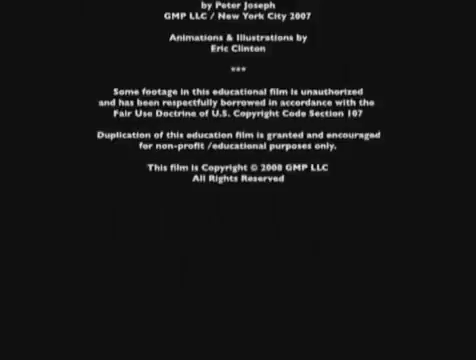 by Peter Joseph
GMP LLC / New York City 2007
Animations & Illustrations by
Eric Clinton
***
Some footage in this educational film is unauthorized
and has been respectfully borrowed in accordance with the
Fair Use Doctrine of U.S. Copyright Code Section 107
Duplication of this education film is granted and encouraged
for non-profit /educational purposes only.
This film is Copyright © 2008 GMP LLC
All Rights Reserved